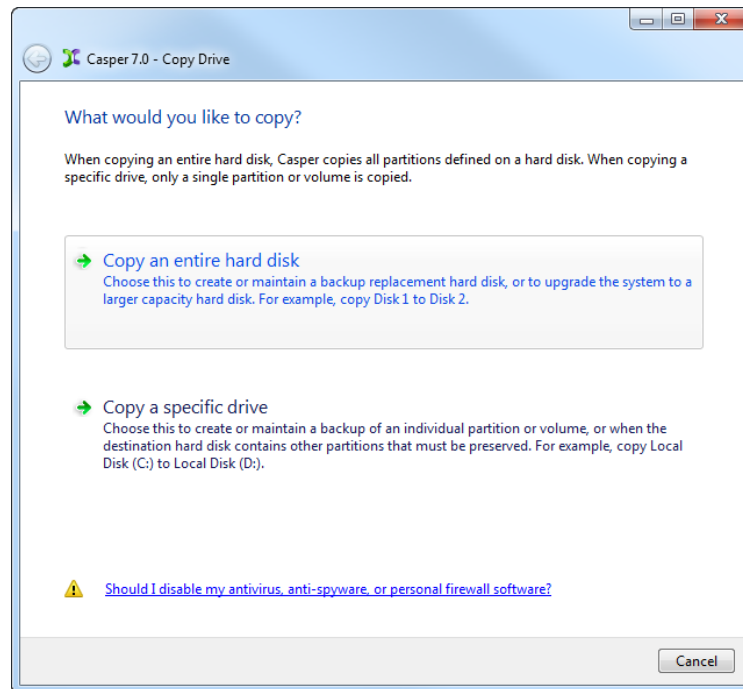 Casper 7.0 - Copy Drive
What would you like to copy?
When copying an entire hard disk, Casper copies all partitions defined on a hard disk. When copying a
specific drive, only a single partition or volume is copied.
Copy an entire hard disk
Choose this to create or maintain a backup replacement hard disk, or to upgrade the system to a
larger capacity hard disk. For example, copy Disk 1 to Disk 2.
Copy a specific drive
Choose this to create or maintain a backup of an individual partition or volume, or when the
destination hard disk contains other partitions that must be preserved. For example, copy Local
Disk (C:) to Local Disk (D:).
Should I disable my antivirus, anti-spyware, or personal firewall software?
Cancel